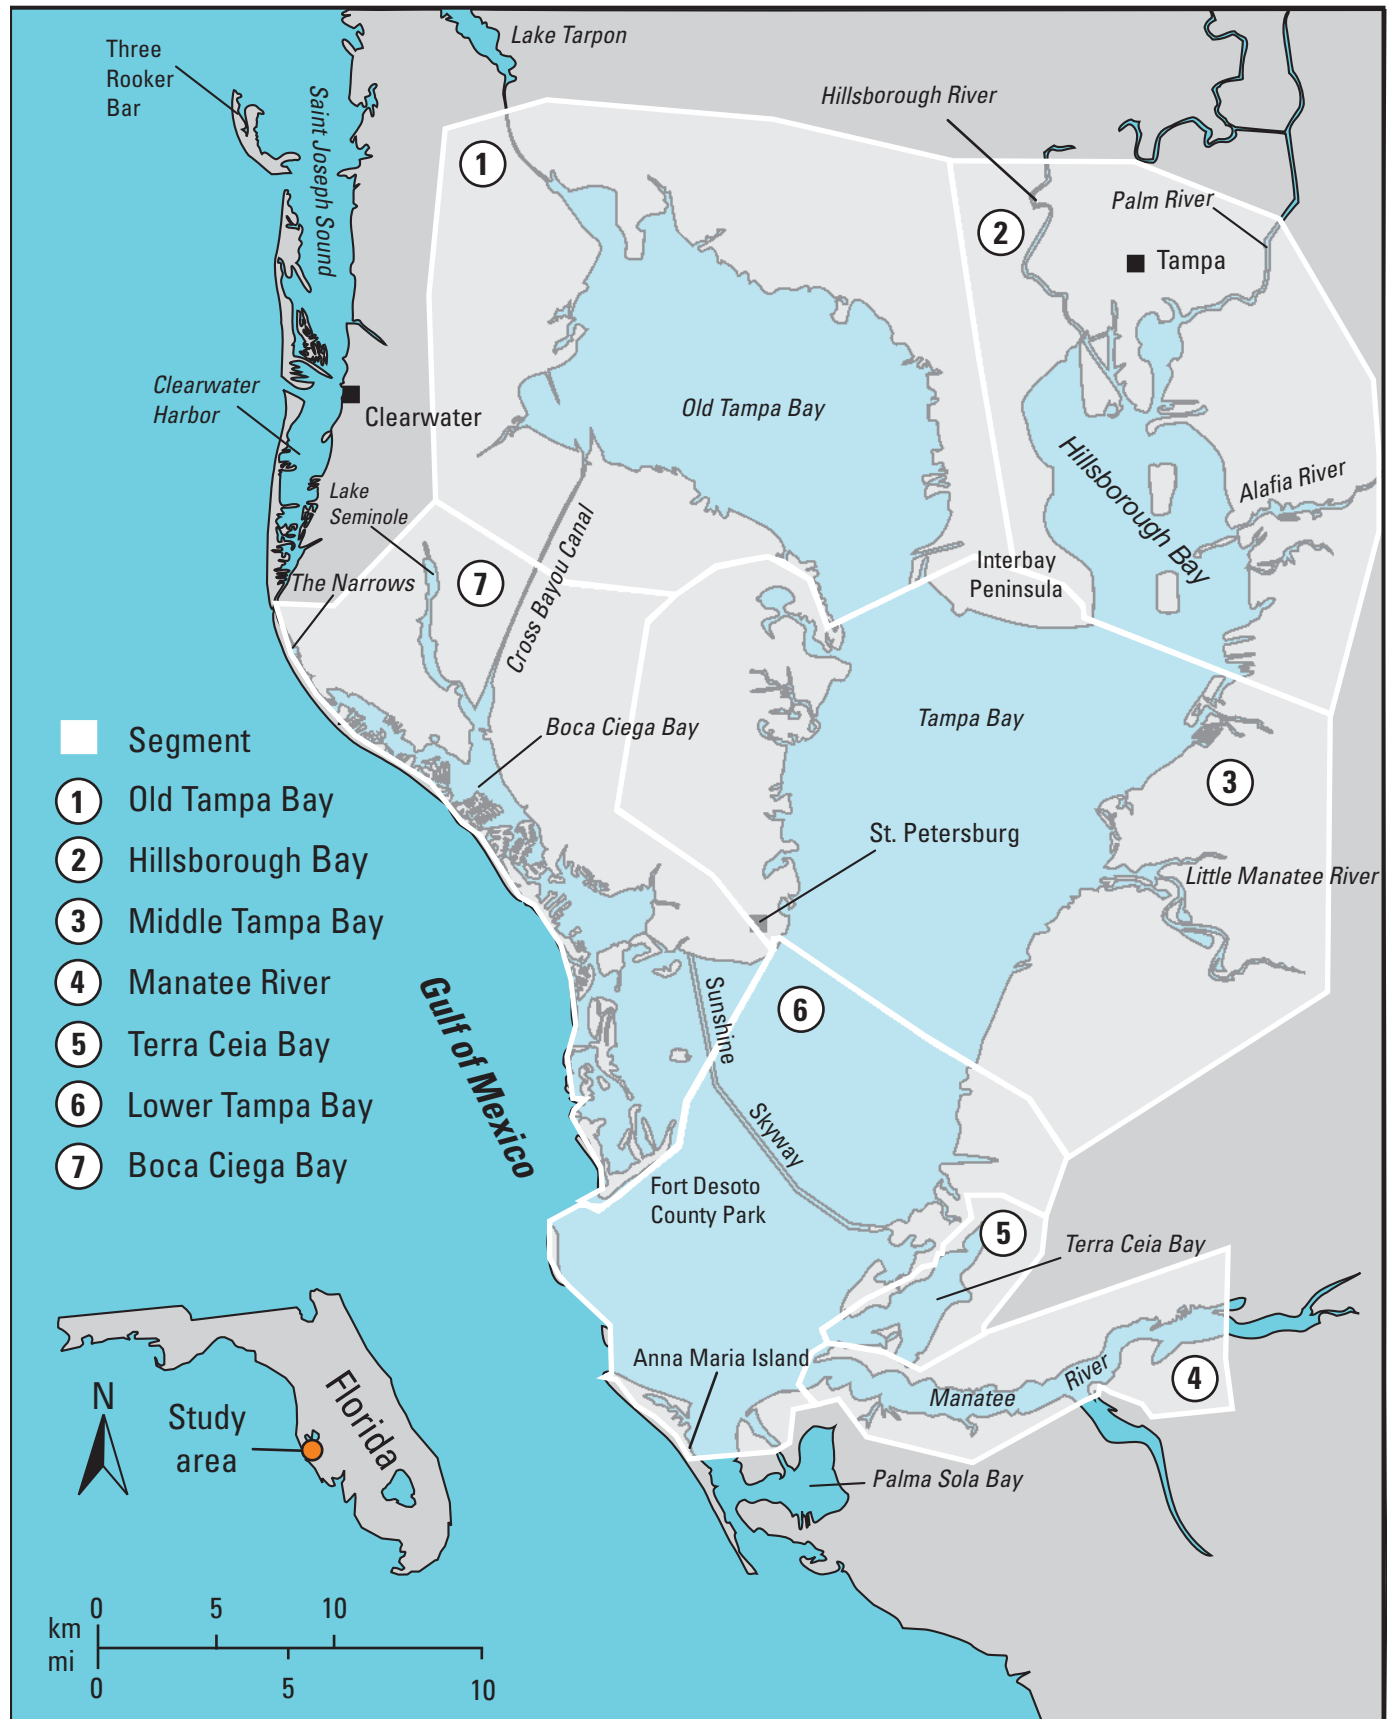 Lake Tarpon
Three
Rooker
Bar
Saint Joseph Sound
Hillsborough River
1
2
Palm River
Tampa
Clearwater
Harbor
Clearwater
Old Tampa Bay
Hillsborough Bay
Alafia River
Lake
Seminole
Cross Bayou Canal
Interbay
Peninsula
The Narrows
7
Boca Ciega Bay
Tampa Bay
3
St. Petersburg
Little Manatee River
Segment
1 Old Tampa Bay
2 Hillsborough Bay
3 Middle Tampa Bay
4 Manatee River
5 Terra Ceia Bay
6 Lower Tampa Bay
7 Boca Ciega Bay
Gulf of Mexico
Sunshine
Skyway
6
Fort Desoto
County Park
5
Terra Ceia Bay
Anna Maria Island
Manatee
River
4
Palma Sola Bay
N
Study
area
Florida
0 5 10
km
mi
0 5 10